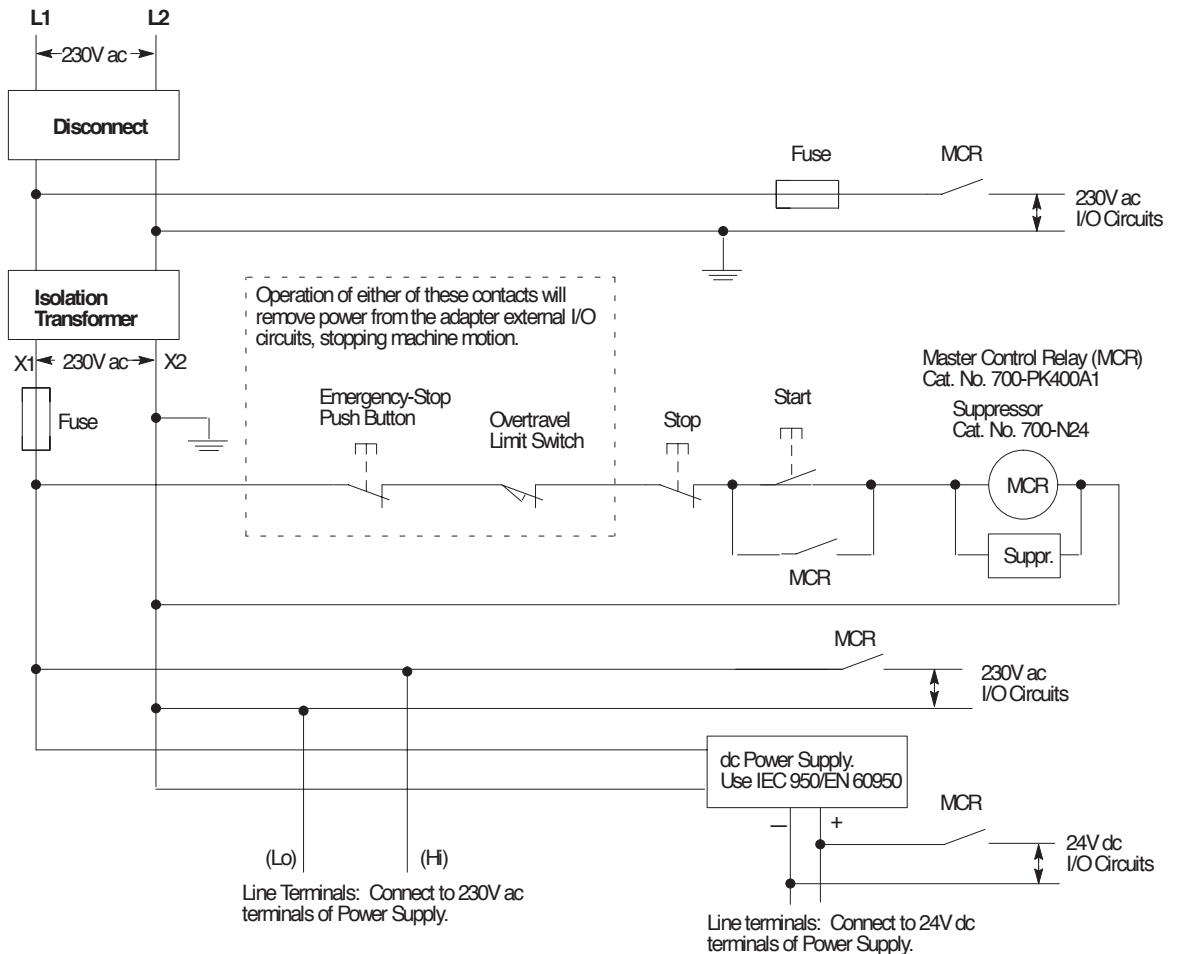 L1
L2
230V ac
Disconnect
Fuse
MCR
230V ac
I/O Circuits
Isolation
Transformer
Operation of either of these contacts will
remove power from the adapter external I/O
circuits, stopping machine motion.
X1
230V ac
X2
Fuse
Emergency-Stop
Push Button
Overtravel
Limit Switch
Stop
Start
Master Control Relay (MCR)
Cat. No. 700-PK400A1
Suppressor
Cat. No. 700-N24
MCR
Suppr.
MCR
MCR
230V ac
I/O Circuits
dc Power Supply.
Use IEC 950/EN 60950
MCR
— +
24V dc
I/O Circuits
(Lo)
(Hi)
Line Terminals: Connect to 230V ac
terminals of Power Supply.
Line terminals: Connect to 24V dc
terminals of Power Supply.